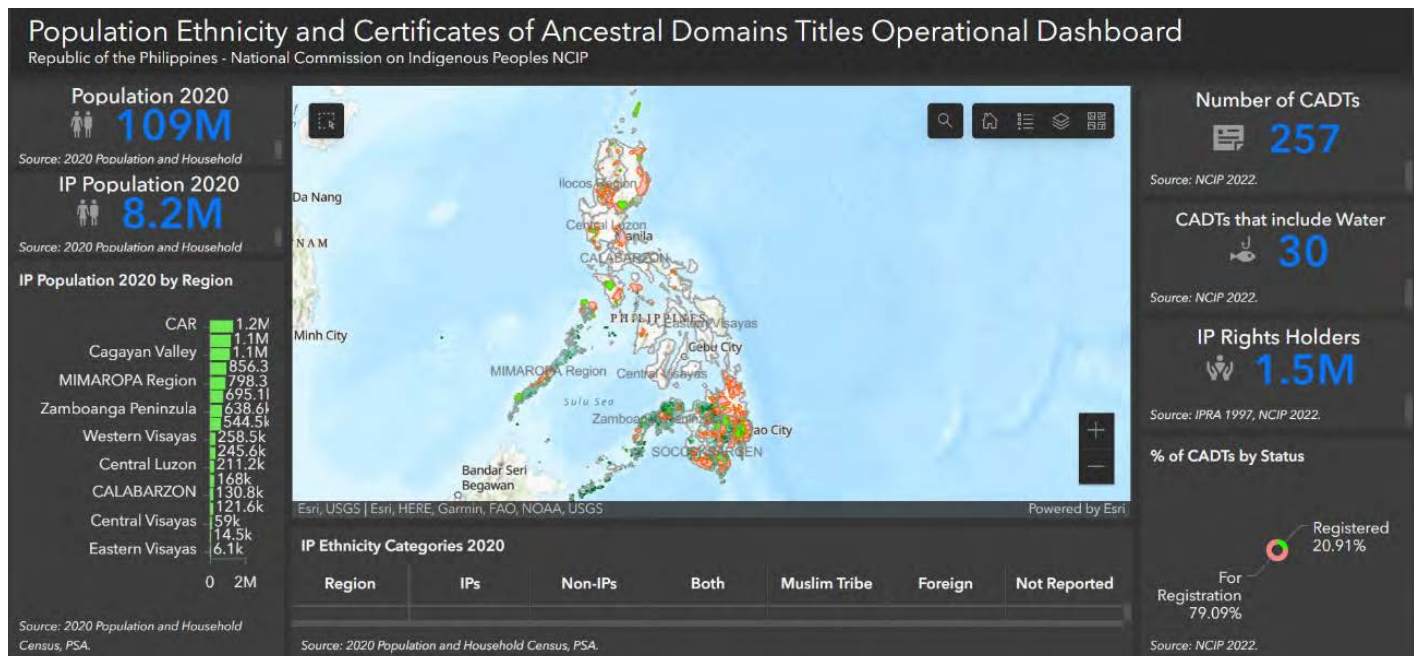 Population Ethnicity and Certificates of Ancestral Domains Titles Operational Dashboard
Republic of the Philippines - National Commission on Indigenous Peoples NCIP
Population 2020
109M
Source: 2020 Population and Household
IP Population 2020
8.2M
Source: 2020 Population and Household
IP Population 2020 by Region
CAR 1.2M
1.1M
Cagayan Valley 1.1M
856.3
MIMAROPA Region 798.3
695.1k
Zamboanga Peninzula 638.6k
544.5k
Western Visayas 258.5k
245.6k
Central Luzon 211.2k
168k
CALABARZON 130.8k
121.6k
Central Visayas 59k
14.5k
Eastern Visayas 6.1k
0 2M
Source: 2020 Population and Household
Census, PSA.
Da Nang
NAM
Minh City
Ilocos Region
Central Luzon
anila
CALABARZON
PHILIPPINES
Eastern Visayas
Cebu City
MIMAROPA Region
Central Visayas
Sulu Sea
ao City
Bandar Seri
Begawan
Esri, USGS | Esri, HERE, Garmin, FAO, NOAA, USGS
Powered by Esri
IP Ethnicity Categories 2020
Region IPs Non-IPs Both Muslim Tribe Foreign Not Reported
Source: 2020 Population and Household Census, PSA.
Number of CADTs
257
Source: NCIP 2022.
CADTs that include Water
30
Source: NCIP 2022.
IP Rights Holders
1.5M
Source: IPRA 1997, NCIP 2022.
% of CADTs by Status
Registered
20.91%
For
Registration
79.09%
Source: NCIP 2022.